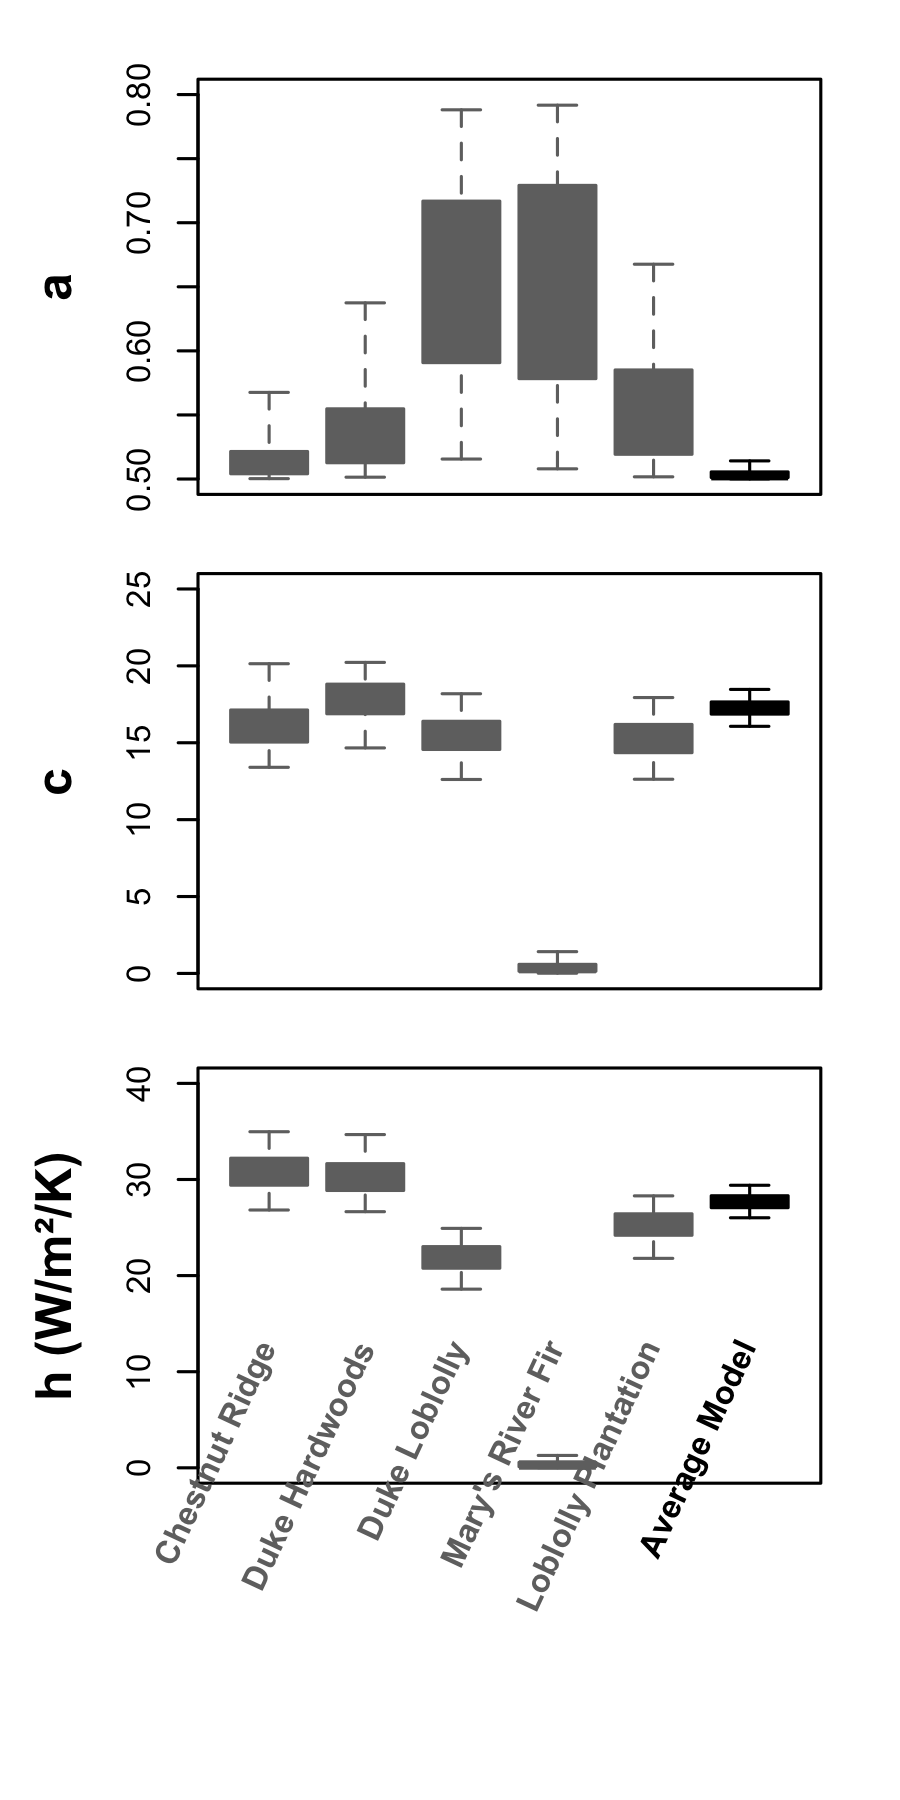 a
0.80
0.70
0.60
0.50
c
25
20
15
10
5
0
h (W/m²/K)
40
30
20
10
0
Chestnut Ridge
Duke Hardwoods
Duke Loblolly
Mary's River Fir
Loblolly Plantation
Average Model